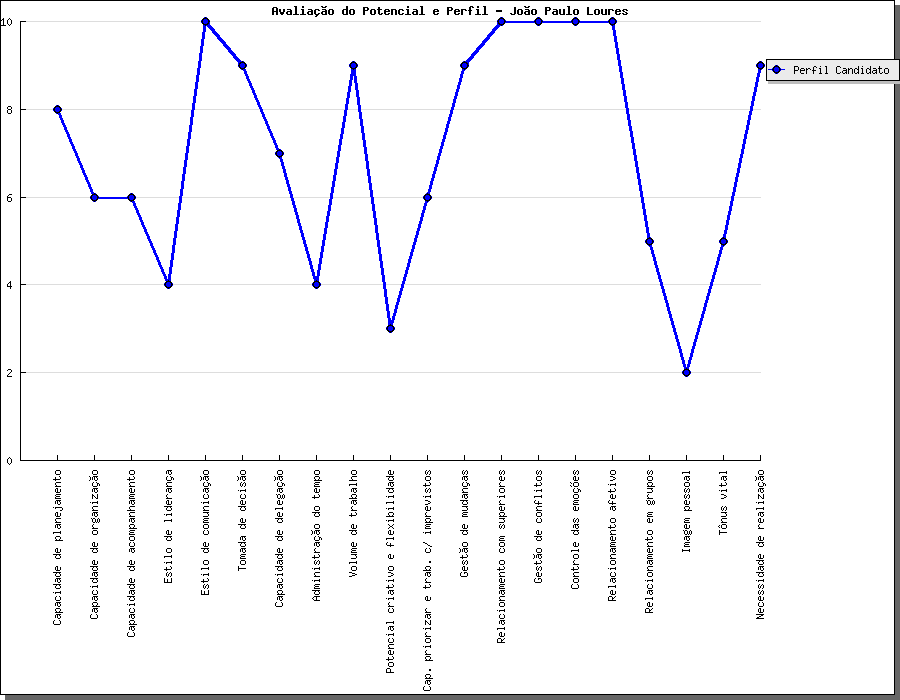 Avaliação do Potencial e Perfil - João Paulo Loures
10
8
6
4
2
0
Perfil Candidato
Capacidade de planejamento
Capacidade de organização
Capacidade de acompanhamento
Estilo de liderança
Estilo de comunicação
Tomada de decisão
Capacidade de delegação
Administração do tempo
Volume de trabalho
Potencial criativo e flexibilidade
Cap. priorizar e trab. c/ imprevistos
Gestão de mudanças
Relacionamento com superiores
Gestão de conflitos
Controle das emoções
Relacionamento afetivo
Relacionamento em grupos
Imagem pessoal
Tônus vital
Necessidade de realização